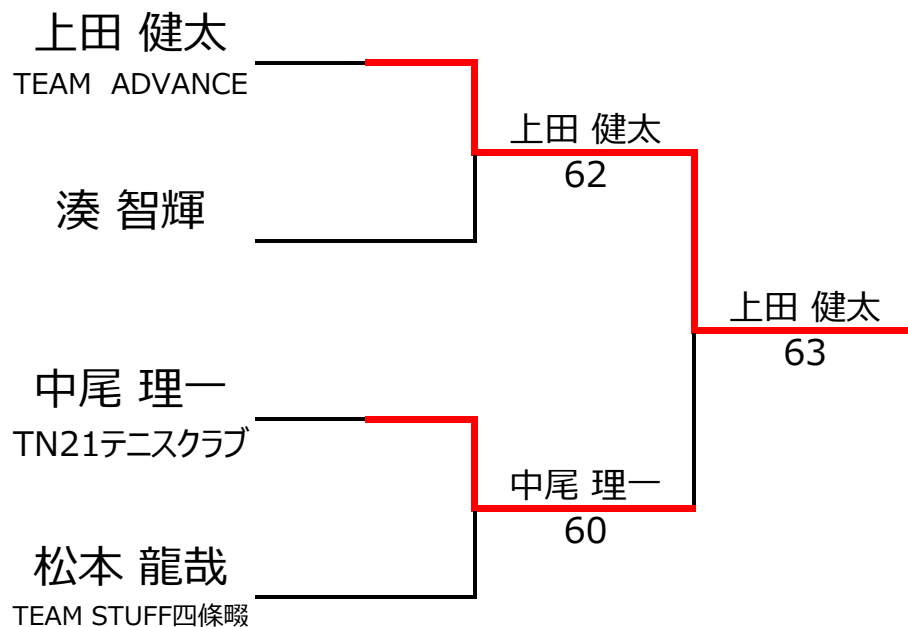 上田 健太
TEAM ADVANCE
上田 健太
62
湊 智輝
上田 健太
63
中尾 理一
TN21テニスクラブ
中尾 理一
60
松本 龍哉
TEAM STUFF四條畷